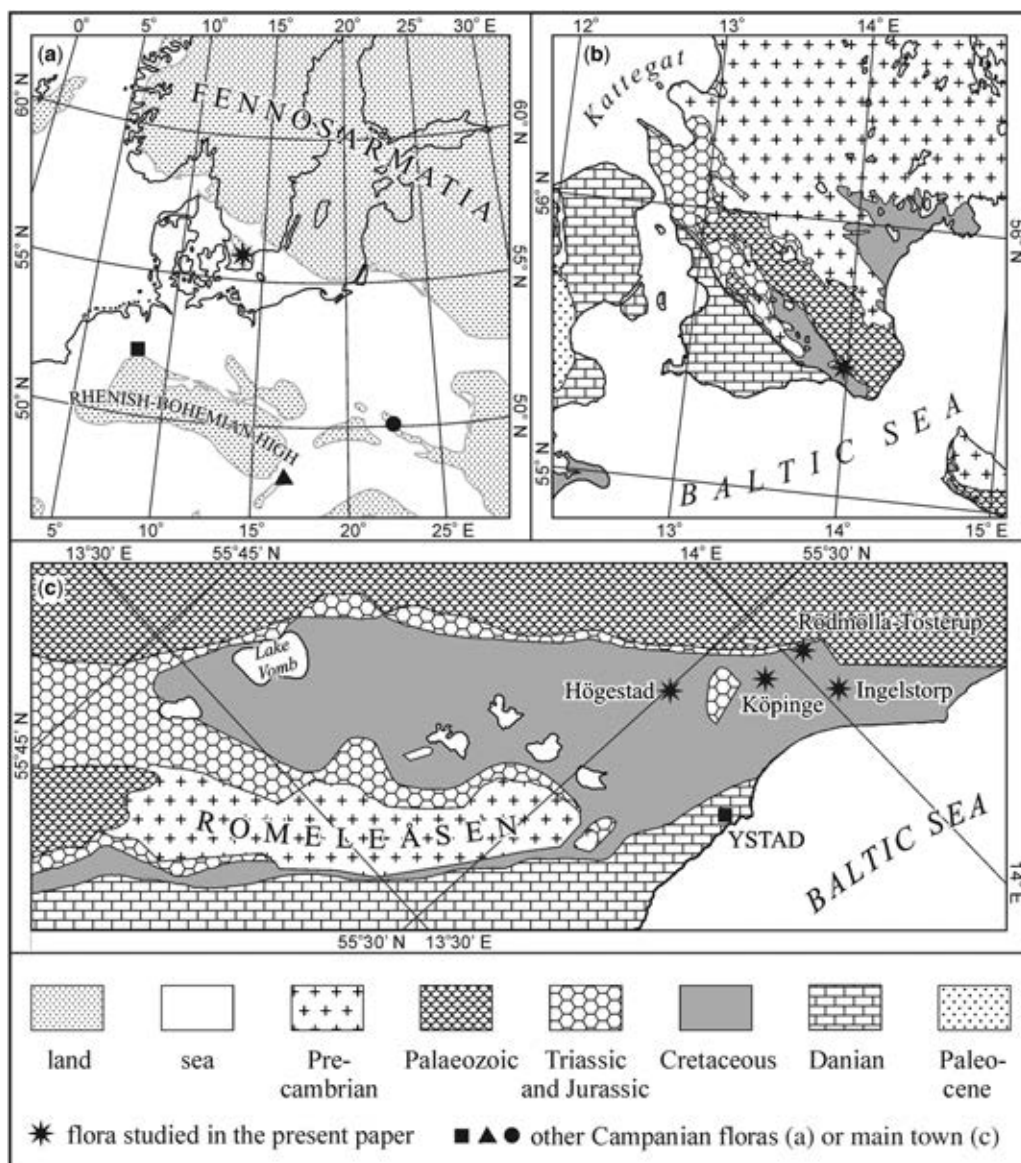 0° 5° 10° 15° 20° 25° 30° E
(a)
60° N
55° N
50° N
60° N
55° N
50° N
FENNOSARMATIA
RHENISH-BOHEMIAN-HIGH
5° 10° 15° 20° 25° E
12° 13° 14° E
(b)
Kattegat
56° N
55° N
56° N
BALTIC SEA
13° 14° 15° E
13°30' E 55°45' N 14° E 55°30' N
(c)
Lake
Vomb
Rödmölla-Tosterup
Högestad
Köpinge
Ingelstorp
55°45' N
ROMELEÅSEN
YSTAD
BALTIC SEA
14° E
55°30' N 13°30' E
land
sea
Pre-
cambrian
Palaeozoic
Triassic
and Jurassic
Cretaceous
Danian
Paleo-
cene
flora studied in the present paper
other Campanian floras (a) or main town (c)